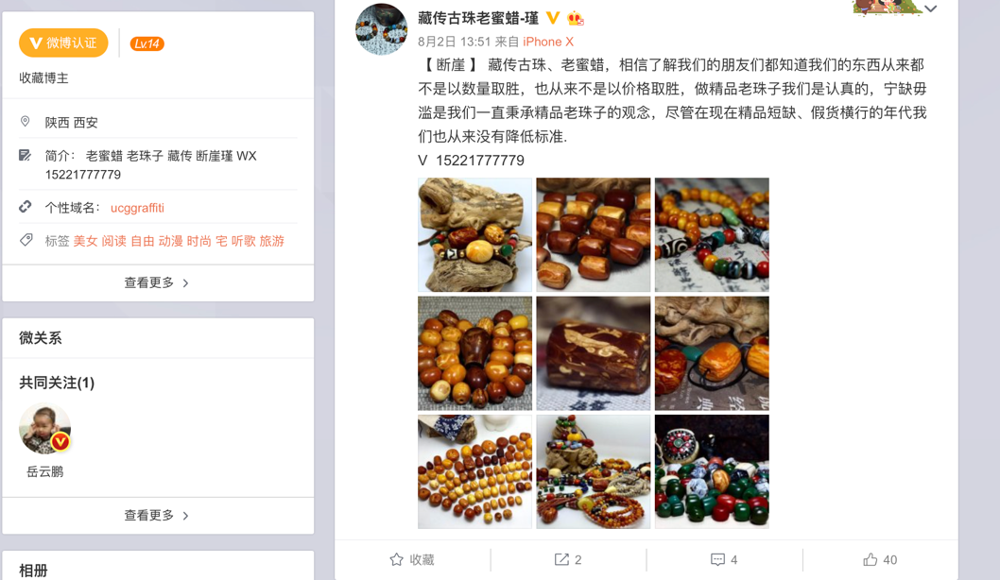 微博认证
Lv.14
收藏博主
陕西 西安
简介： 老蜜蜡 老珠子 藏传 断崖瑾 WX
15221777779
个性域名： ucggraffiti
标签 美女 阅读 自由 动漫 时尚 宅 听歌 旅游
查看更多
微关系
共同关注(1)
岳云鹏
查看更多
相册
藏传古珠老蜜蜡-瑾
8月2日 13:51 来自 iPhone X
【 断崖 】 藏传古珠、老蜜蜡，相信了解我们的朋友们都知道我们的东西从来都
不是以数量取胜，也从来不是以价格取胜，做精品老珠子我们是认真的，宁缺毋
滥是我们一直秉承精品老珠子的观念，尽管在现在精品短缺、假货横行的年代我
们也从来没有降低标准.
V 15221777779
收藏
2
4
40